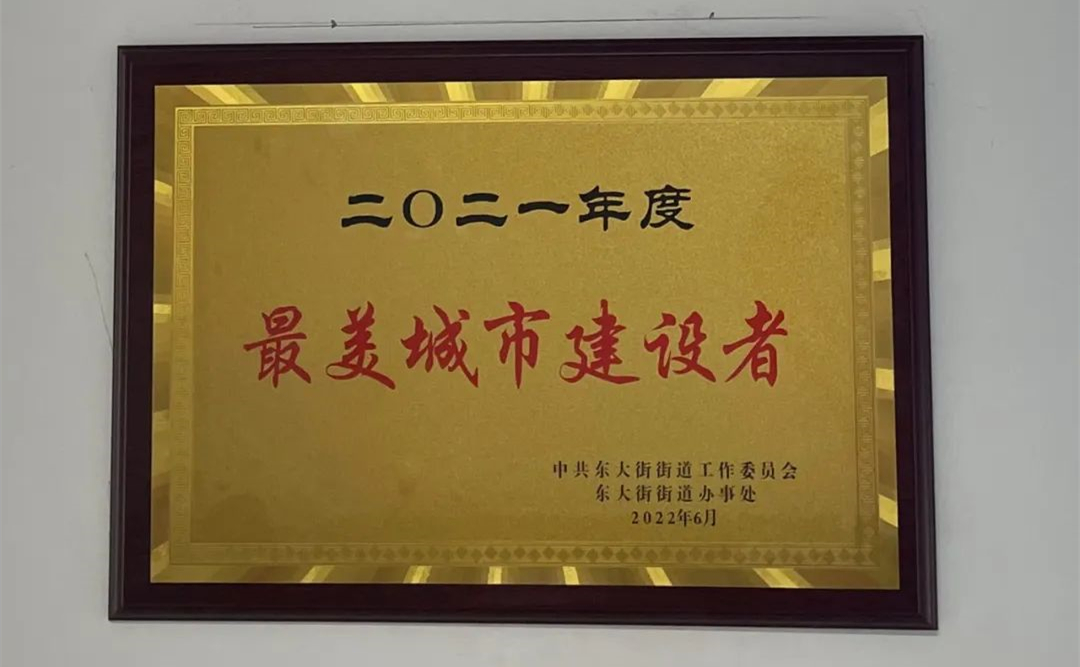 二〇二一年度
最美城市建设者
中共东大街街道工作委员会
东大街街道办事处
2022年6月